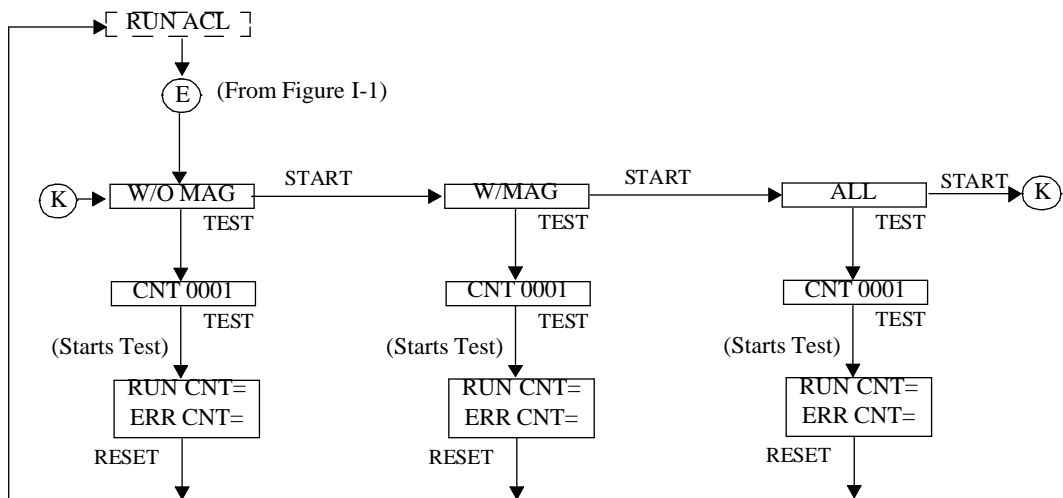 RUN ACL
E
(From Figure I-1)
K
W/O MAG
START
W/MAG
START
ALL
START
K
TEST
TEST
TEST
CNT 0001
CNT 0001
CNT 0001
TEST
TEST
TEST
(Starts Test)
(Starts Test)
(Starts Test)
RUN CNT=
ERR CNT=
RUN CNT=
ERR CNT=
RUN CNT=
ERR CNT=
RESET
RESET
RESET